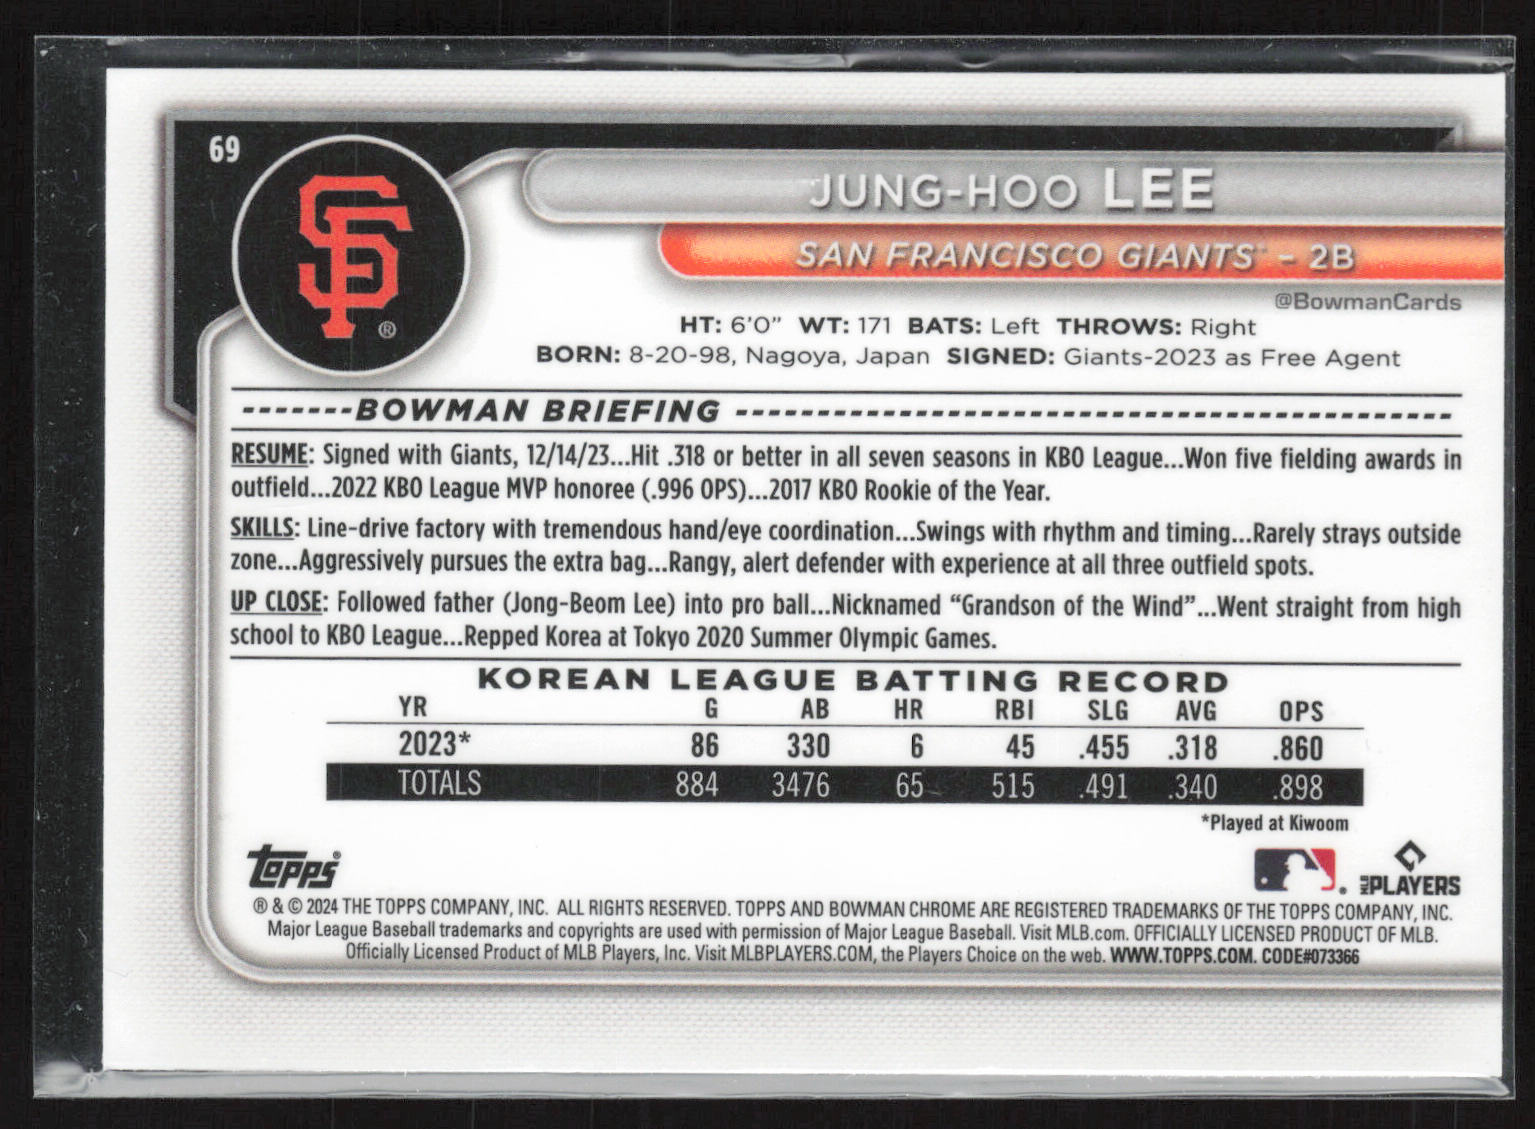 69
SF
®
JUNG-HOO LEE
SAN FRANCISCO GIANTS™ - 2B
@BowmanCards
HT: 6'0” WT: 171 BATS: Left THROWS: Right
BORN: 8-20-98, Nagoya, Japan SIGNED: Giants-2023 as Free Agent
BOWMAN BRIEFING
RESUME: Signed with Giants, 12/14/23...Hit .318 or better in all seven seasons in KBO League...Won five fielding awards in
outfield...2022 KBO League MVP honoree (.996 OPS)...2017 KBO Rookie of the Year.
SKILLS: Line-drive factory with tremendous hand/eye coordination...Swings with rhythm and timing...Rarely strays outside
zone...Aggressively pursues the extra bag...Rangy, alert defender with experience at all three outfield spots.
UP CLOSE: Followed father (Jong-Beom Lee) into pro ball...Nicknamed “Grandson of the Wind”...Went straight from high
school to KBO League...Repped Korea at Tokyo 2020 Summer Olympic Games.
KOREAN LEAGUE BATTING RECORD
YR G AB HR RBI SLG AVG OPS
2023* 86 330 6 45 .455 .318 .860
TOTALS 884 3476 65 515 .491 .340 .898
*Played at Kiwoom
Topps®
® MLB PLAYERS
® & © 2024 THE TOPPS COMPANY, INC. ALL RIGHTS RESERVED. TOPPS AND BOWMAN CHROME ARE REGISTERED TRADEMARKS OF THE TOPPS COMPANY, INC.
Major League Baseball trademarks and copyrights are used with permission of Major League Baseball. Visit MLB.com. OFFICIALLY LICENSED PRODUCT OF MLB.
Officially Licensed Product of MLB Players, Inc. Visit MLBPLAYERS.COM, the Players Choice on the web. WWW.TOPPS.COM. CODE#073366